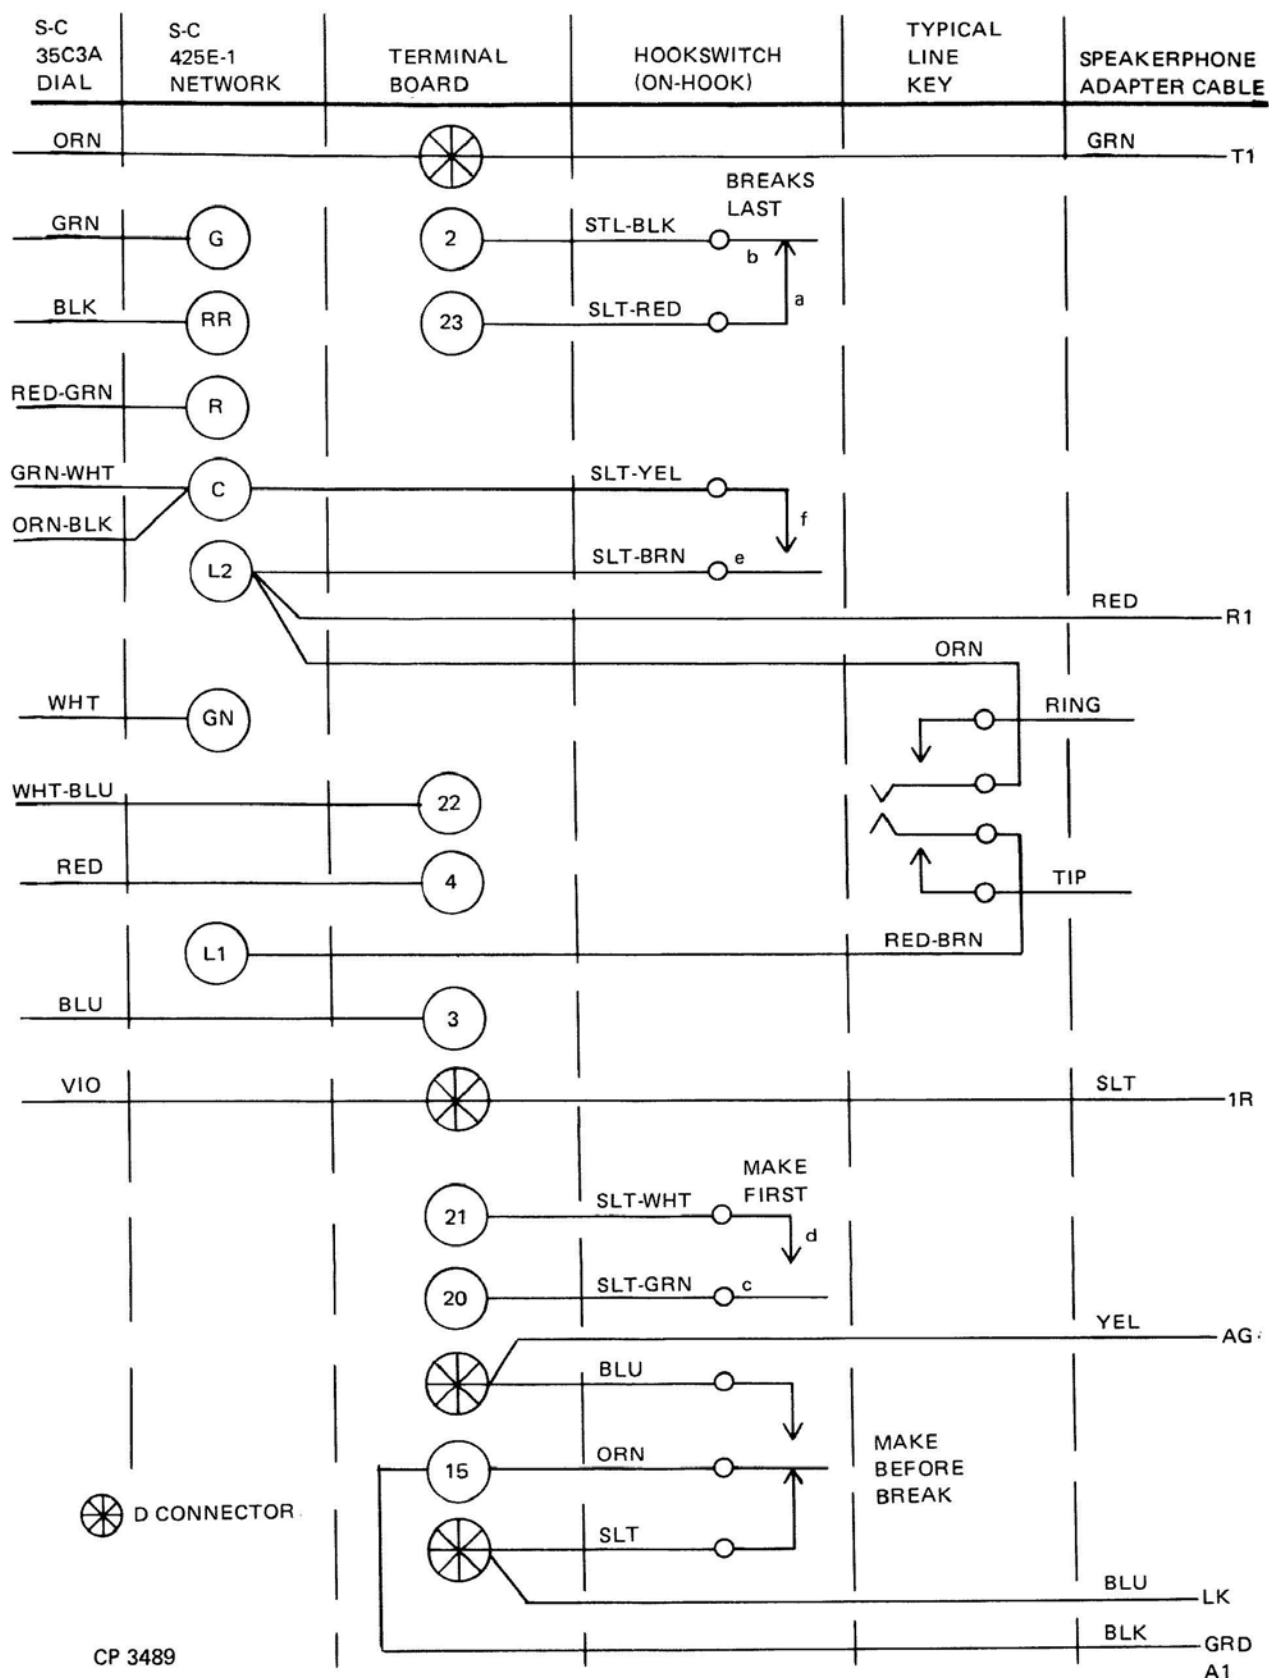 S-C
35C3A
DIAL
S-C
425E-1
NETWORK
TERMINAL
BOARD
HOOKSWITCH
(ON-HOOK)
TYPICAL
LINE
KEY
SPEAKERPHONE
ADAPTER CABLE
ORN GRN T1
BREAKS
LAST
GRN G 2 STL-BLK b
a
BLK RR 23 SLT-RED
RED-GRN R
GRN-WHT C SLT-YEL
f
ORN-BLK
L2 SLT-BRN e
RED R1
ORN
WHT GN RING
WHT-BLU 22
RED 4 TIP
L1 RED-BRN
BLU 3
VIO SLT 1R
MAKE
FIRST
21 SLT-WHT
d
20 SLT-GRN c
YEL AG
BLU
15 ORN
MAKE
BEFORE
BREAK
D CONNECTOR
SLT
BLU LK
BLK GRD
A1
CP 3489